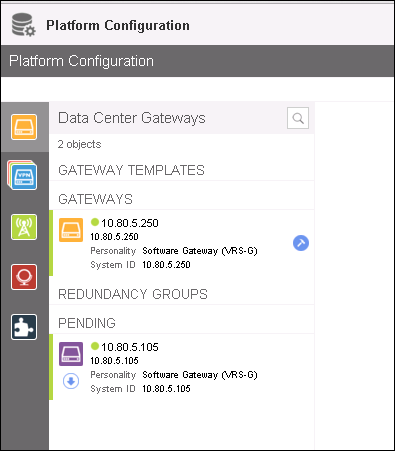 Platform Configuration
Platform Configuration
Data Center Gateways
2 objects
GATEWAY TEMPLATES
VPN
GATEWAYS
10.80.5.250
10.80.5.250
Personality Software Gateway (VRS-G)
System ID 10.80.5.250
REDUNDANCY GROUPS
PENDING
10.80.5.105
10.80.5.105
Personality Software Gateway (VRS-G)
System ID 10.80.5.105